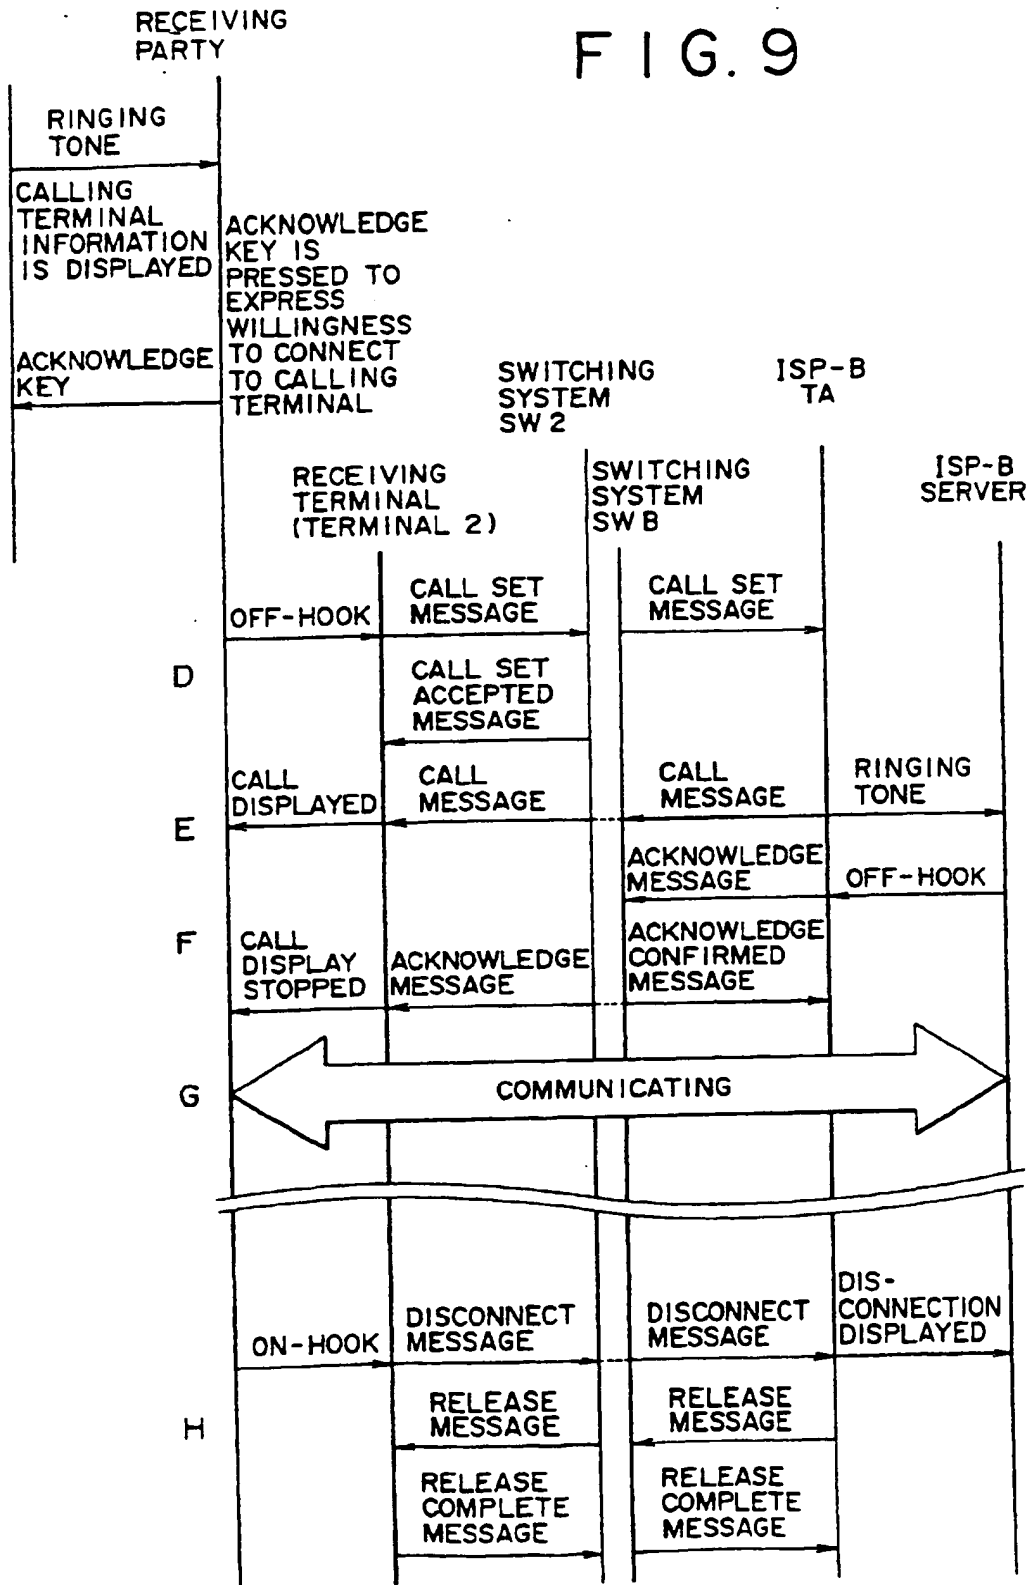 RECEIVING
PARTY
FIG. 9
RINGING
TONE
CALLING
TERMINAL
INFORMATION
IS DISPLAYED
ACKNOWLEDGE
KEY IS
PRESSED TO
EXPRESS
WILLINGNESS
TO CONNECT
TO CALLING
TERMINAL
ACKNOWLEDGE
KEY
SWITCHING
SYSTEM
SW 2
ISP-B
TA
RECEIVING
TERMINAL
(TERMINAL 2)
SWITCHING
SYSTEM
SW B
ISP-B
SERVER
OFF-HOOK
CALL SET
MESSAGE
CALL SET
MESSAGE
D
CALL SET
ACCEPTED
MESSAGE
E
CALL
DISPLAYED
CALL
MESSAGE
CALL
MESSAGE
RINGING
TONE
ACKNOWLEDGE
MESSAGE
OFF-HOOK
F
CALL
DISPLAY
STOPPED
ACKNOWLEDGE
MESSAGE
ACKNOWLEDGE
CONFIRMED
MESSAGE
G
COMMUNICATING
ON-HOOK
DISCONNECT
MESSAGE
DISCONNECT
MESSAGE
DIS-
CONNECTION
DISPLAYED
H
RELEASE
MESSAGE
RELEASE
MESSAGE
RELEASE
COMPLETE
MESSAGE
RELEASE
COMPLETE
MESSAGE